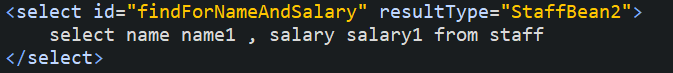 <select id="findForNameAndSalary" resultType="StaffBean2">
    select name name1 , salary salary1 from staff
</select>